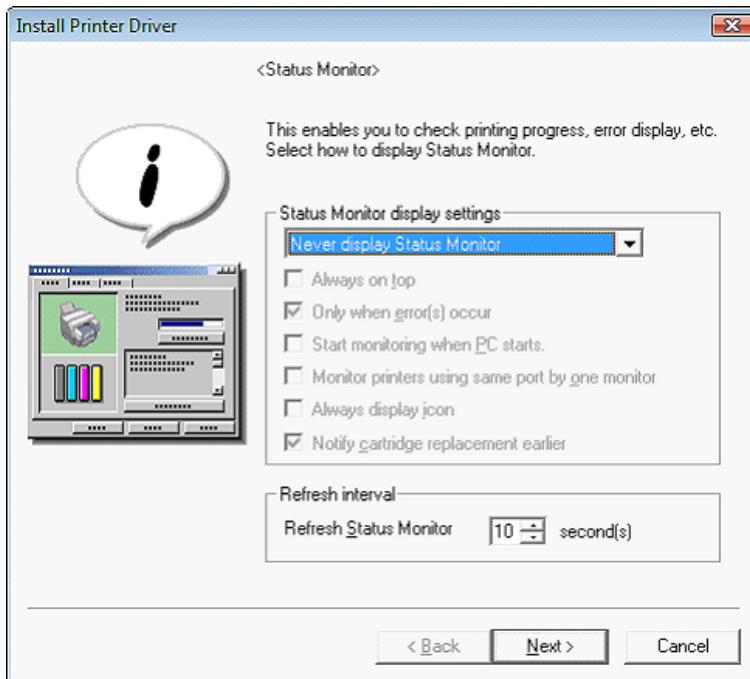 Install Printer Driver
<Status Monitor>
This enables you to check printing progress, error display, etc.
Select how to display Status Monitor.
Status Monitor display settings
Never display Status Monitor
Always on top
Only when error(s) occur
Start monitoring when PC starts.
Monitor printers using same port by one monitor
Always display icon
Notify cartridge replacement earlier
Refresh interval
Refresh Status Monitor 10 second(s)
< Back Next > Cancel